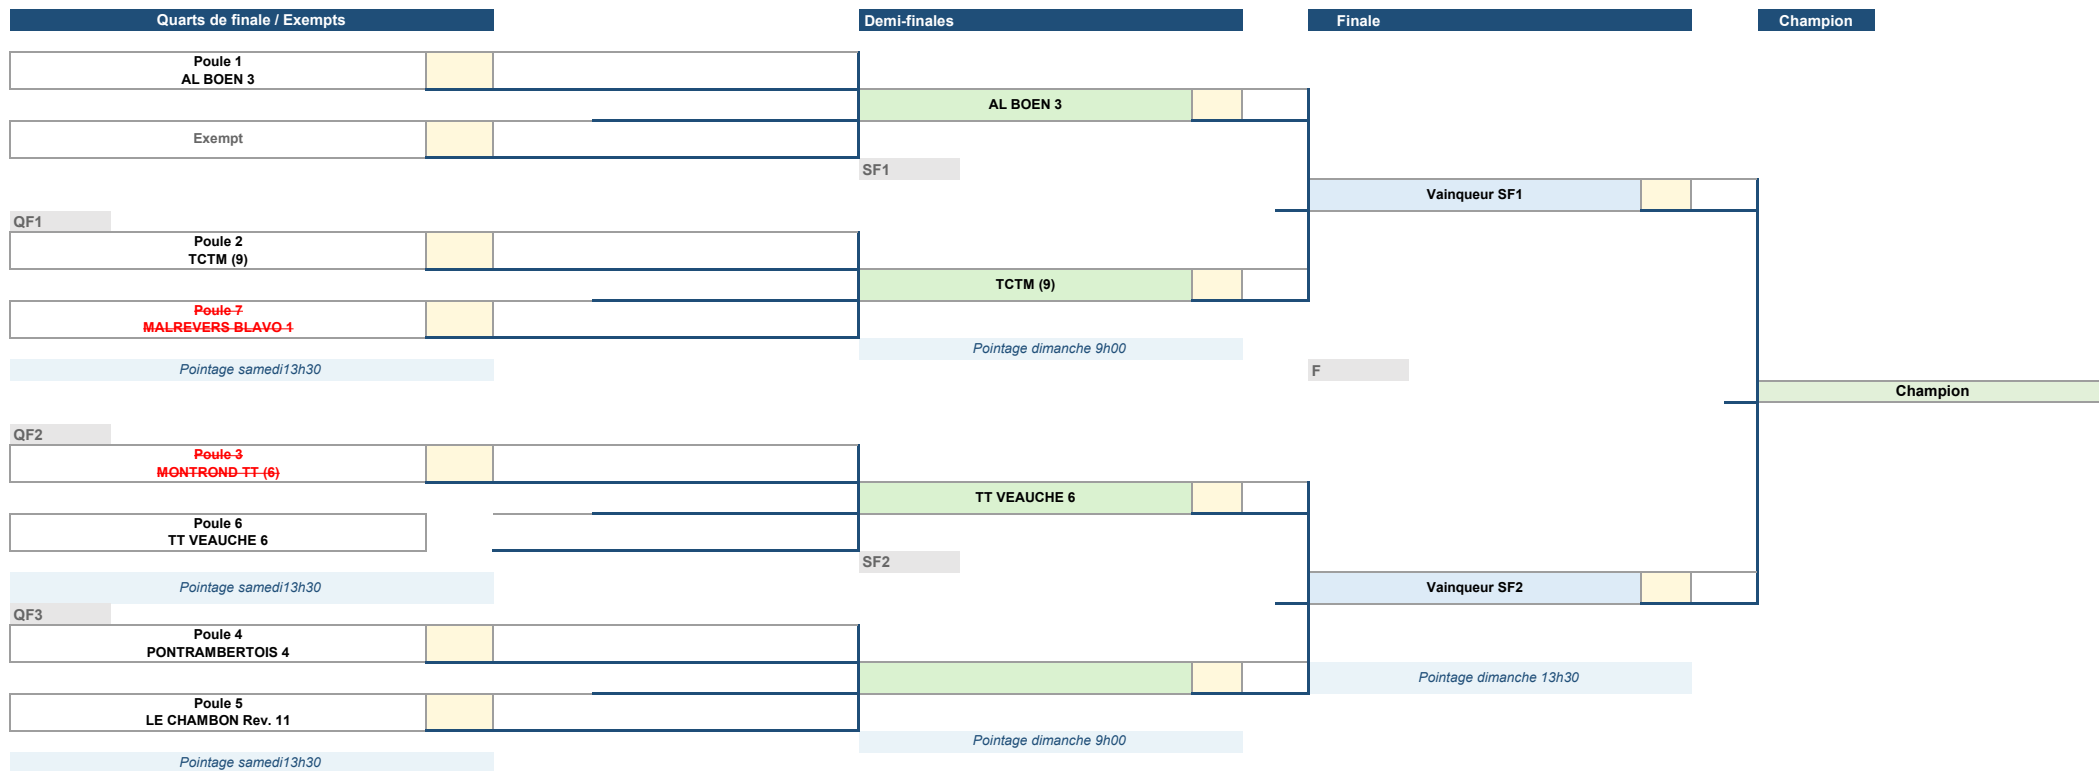 Quarts de finale / Exempts
Demi-finales
Finale
Champion
Poule 1
AL BOEN 3
AL BOEN 3
Exempt
SF1
Vainqueur SF1
QF1
Poule 2
TCTM (9)
TCTM (9)
Poule 7
MALREVERS BLAVO 1
Pointage dimanche 9h00
Pointage samedi13h30
F
Champion
QF2
Poule 3
MONTROND TT (6)
TT VEAUCHE 6
Poule 6
TT VEAUCHE 6
SF2
Pointage samedi13h30
Vainqueur SF2
QF3
Poule 4
PONTRAMBERTOIS 4
Pointage dimanche 13h30
Poule 5
LE CHAMBON Rev. 11
Pointage dimanche 9h00
Pointage samedi13h30